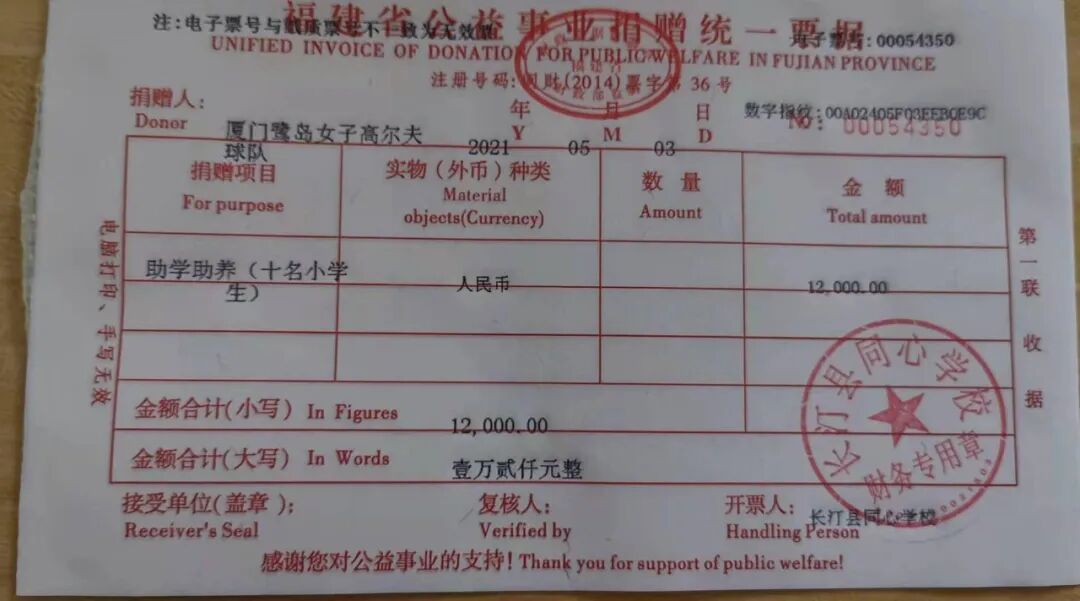 福建省公益事业捐赠统一票据
注:电子票号与纸质票号不一致为无效票
电子票号:00054350
UNIFIED INVOICE OF DONATION FOR PUBLIC WELFARE IN FUJIAN PROVINCE
注册号码:闽财(2014)票字第36号
捐赠人: 年 月 日 数字指纹:00A02405F03EEB0E9C
Donor Y M D No: 00054350
厦门鹭岛女子高尔夫球队 2021 05 03
捐赠项目 实物(外币)种类 数量 金额
For purpose Material objects(Currency) Amount Total amount
助学助养(十名小学生) 人民币 12,000.00
金额合计(小写) In Figures 12,000.00
金额合计(大写) In Words 壹万贰仟元整
接受单位(盖章): 复核人: 开票人:
Receiver's Seal Verified by Handling Person 长汀县同心学校
感谢您对公益事业的支持! Thank you for support of public welfare!
电脑打印、手写无效
第一联 收据
长汀县同心学校
财务专用章